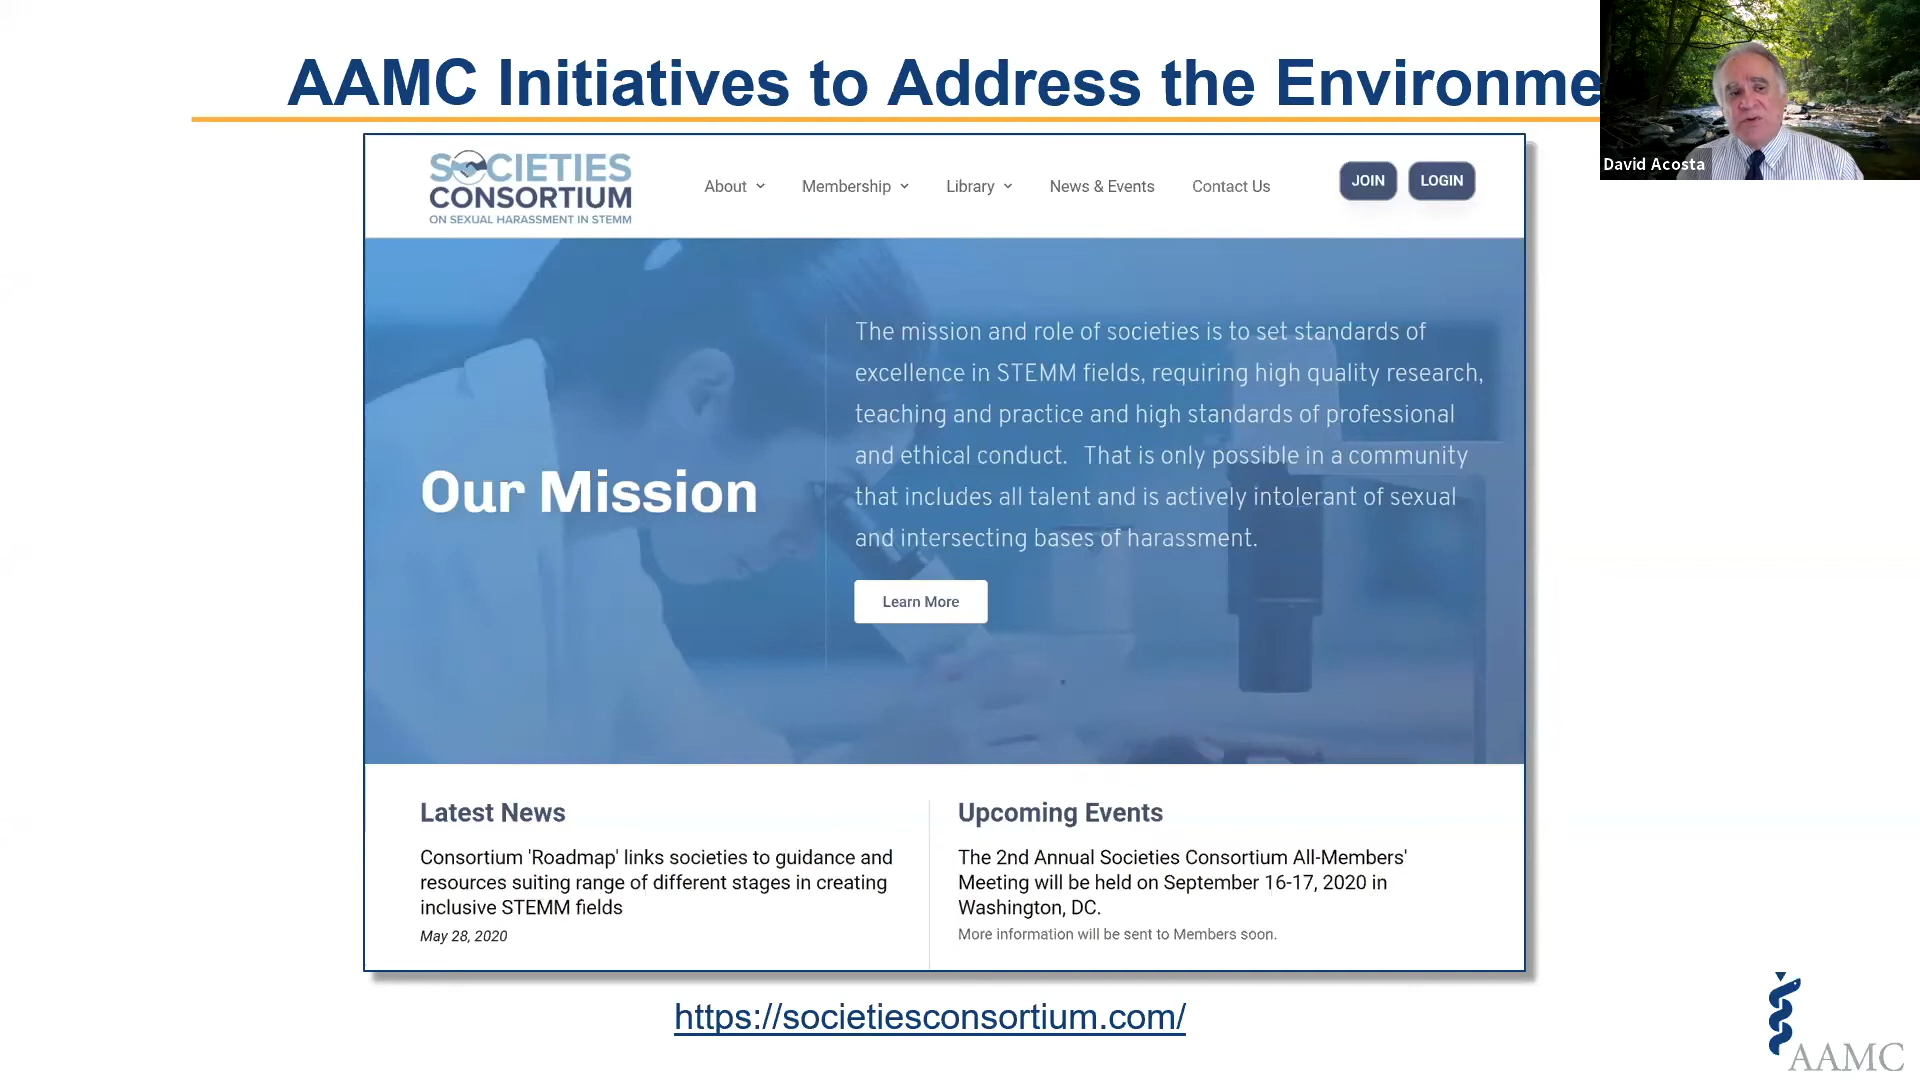 AAMC Initiatives to Address the Environme
David Acosta
SOCIETIES
CONSORTIUM
ON SEXUAL HARASSMENT IN STEMM
About
Membership
Library
News & Events
Contact Us
JOIN
LOGIN
Our Mission
The mission and role of societies is to set standards of
excellence in STEMM fields, requiring high quality research,
teaching and practice and high standards of professional
and ethical conduct. That is only possible in a community
that includes all talent and is actively intolerant of sexual
and intersecting bases of harassment.
Learn More
Latest News
Consortium 'Roadmap' links societies to guidance and
resources suiting range of different stages in creating
inclusive STEMM fields
May 28, 2020
Upcoming Events
The 2nd Annual Societies Consortium All-Members'
Meeting will be held on September 16-17, 2020 in
Washington, DC.
More information will be sent to Members soon.
https://societiesconsortium.com/
AAMC